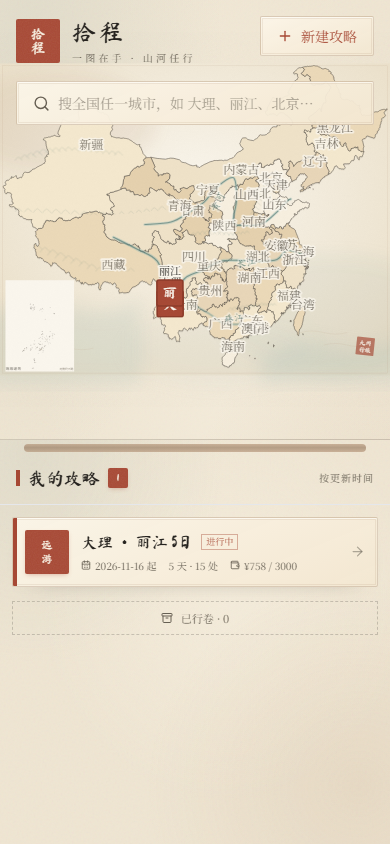 拾程
拾程
一图在手 · 山河任行
新建攻略
搜全国任一城市，如 大理、丽江、北京…
黑龙江
吉林
辽宁
新疆
内蒙古
北京
天津
宁夏
山西
青海
山东
甘肃
陕西
河南
安徽
西藏
丽江
四川
重庆
湖北
上海
浙江
贵州
湖南
江西
丽
福建
台湾
广西
广东
澳门
海南
九州行旅
我的攻略
1
按更新时间
远游
大理 · 丽江5日
进行中
2026-11-16 起
5 天 · 15 处
¥758 / 3000
已行卷 · 0